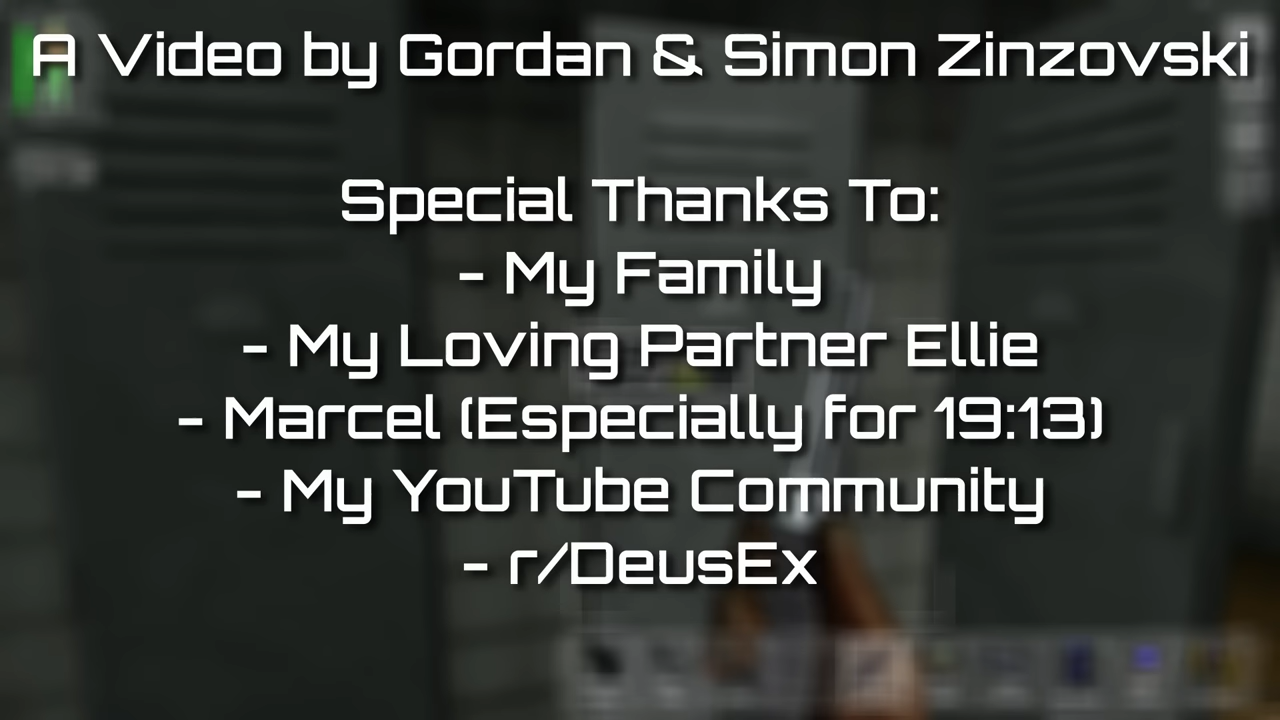 A Video by Gordan & Simon Zinzovski
Special Thanks To:
- My Family
- My Loving Partner Ellie
- Marcel (Especially for 19:13)
- My YouTube Community
- r/DeusEx